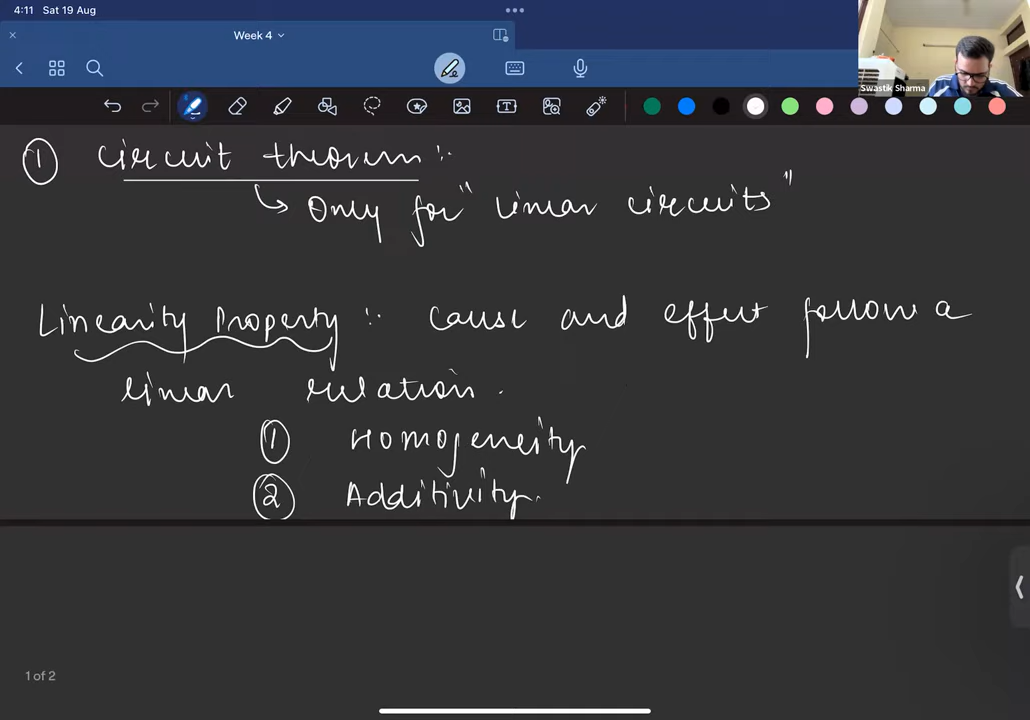 4:11 Sat 19 Aug
Week 4
Swastik Sharma
① Circuit theorem :-
↳ Only for "linear circuits"
Linearity Property :- cause and effect follow a
linear relation.
① Homogeneity
② Additivity.
1 of 2